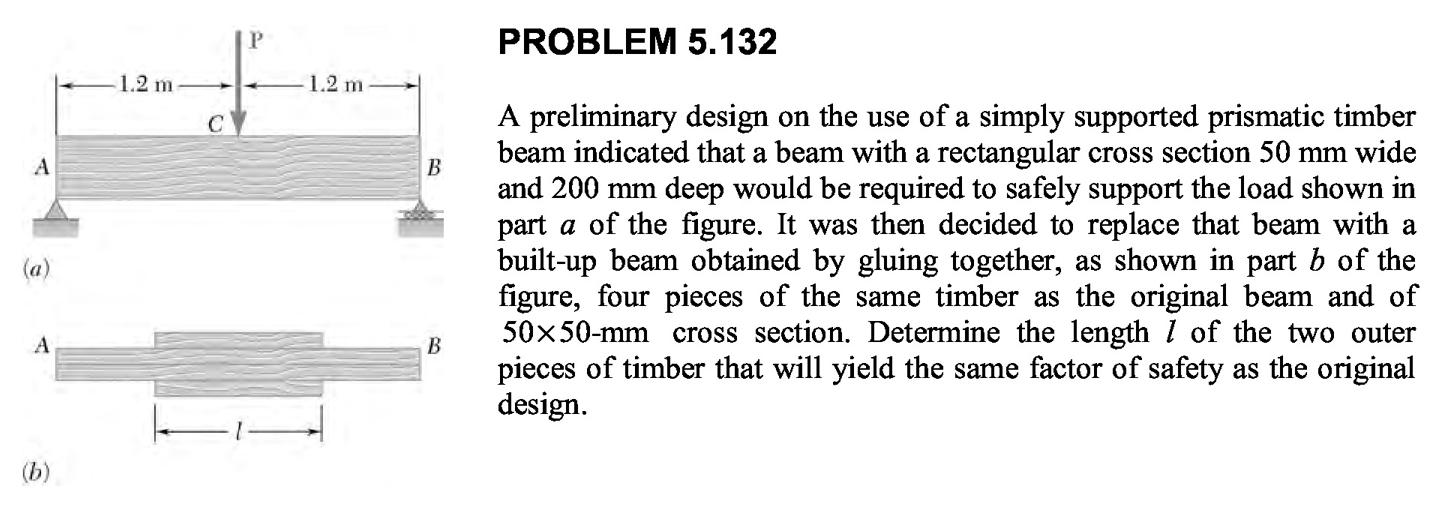 P
1.2 m
1.2 m
C
A
B
(a)
A
B
l
(b)
PROBLEM 5.132
A preliminary design on the use of a simply supported prismatic timber
beam indicated that a beam with a rectangular cross section 50 mm wide
and 200 mm deep would be required to safely support the load shown in
part a of the figure. It was then decided to replace that beam with a
built-up beam obtained by gluing together, as shown in part b of the
figure, four pieces of the same timber as the original beam and of
50×50-mm cross section. Determine the length l of the two outer
pieces of timber that will yield the same factor of safety as the original
design.